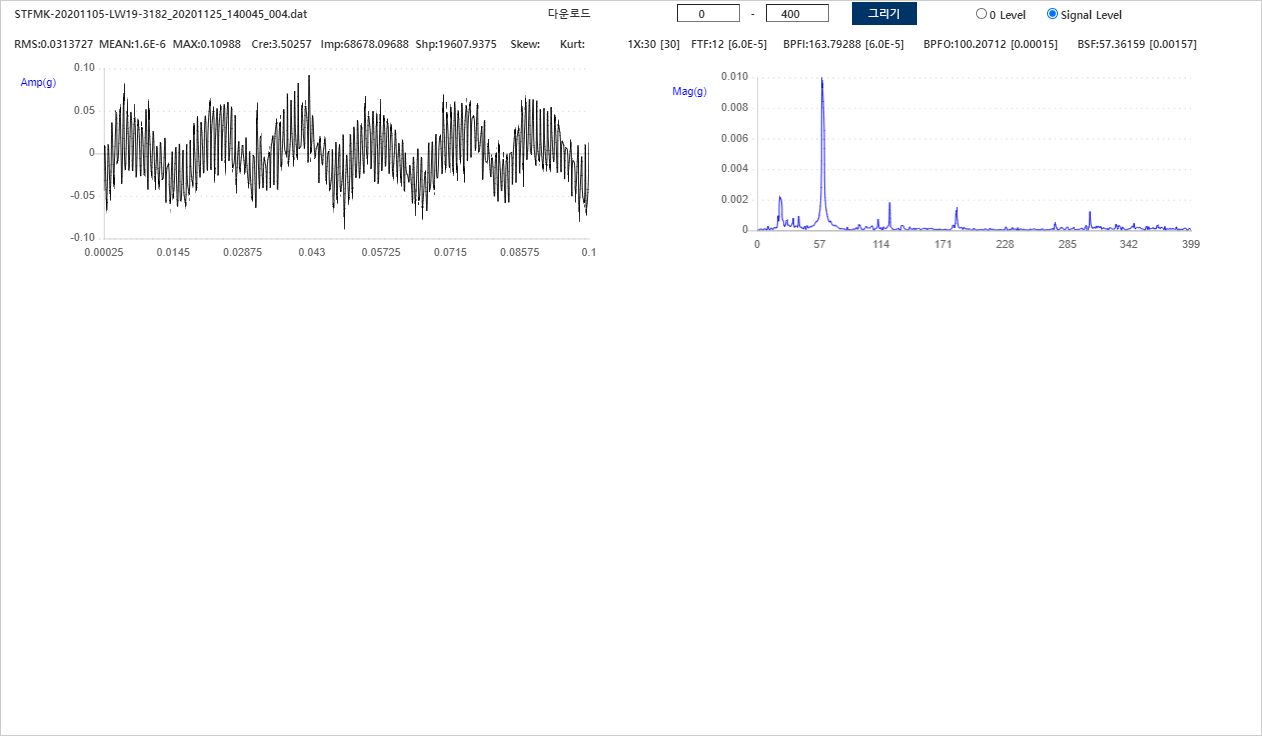 STFMK-20201105-LW19-3182_20201125_140045_004.dat 다운로드 0 - 400 그리기 0 Level Signal Level
RMS:0.0313727 MEAN:1.6E-6 MAX:0.10988 Cre:3.50257 Imp:68678.09688 Shp:19607.9375 Skew: Kurt: 1X:30 [30] FTF:12 [6.0E-5] BPFI:163.79288 [6.0E-5] BPFO:100.20712 [0.00015] BSF:57.36159 [0.00157]
Amp(g)
0.10
0.05
0
-0.05
-0.10
0.00025 0.0145 0.02875 0.043 0.05725 0.0715 0.08575 0.1
Mag(g)
0.010
0.008
0.006
0.004
0.002
0
0 57 114 171 228 285 342 399